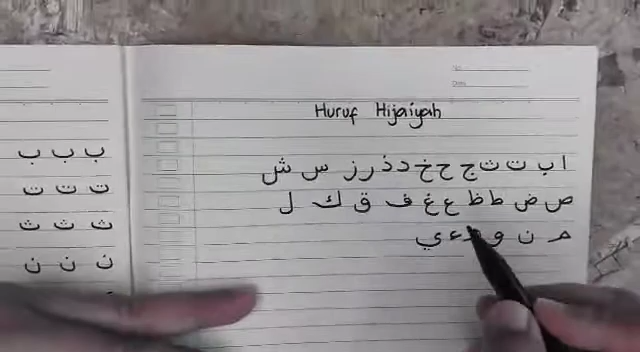 No.
Date.
Huruf Hijaiyah
ا ب ت ث ج ح خ د ذ ر ز س ش
ص ض ط ظ ع غ ف ق ك ل
م ن و ء ي
ب ب ب
ت ت ت
ث ث ث
ن ن ن